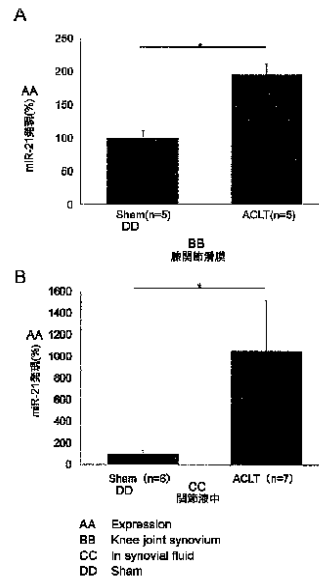 A
*
250
200
AA
miR-21発現(%)
150
100
50
0
Sham(n=5)
ACLT(n=5)
DD
BB
膝関節滑膜
B
*
1600
1400
1200
AA
miR-21発現(%)
1000
800
600
400
200
0
Sham (n=6)
ACLT (n=7)
DD
CC
関節液中
AA Expression
BB Knee joint synovium
CC In synovial fluid
DD Sham